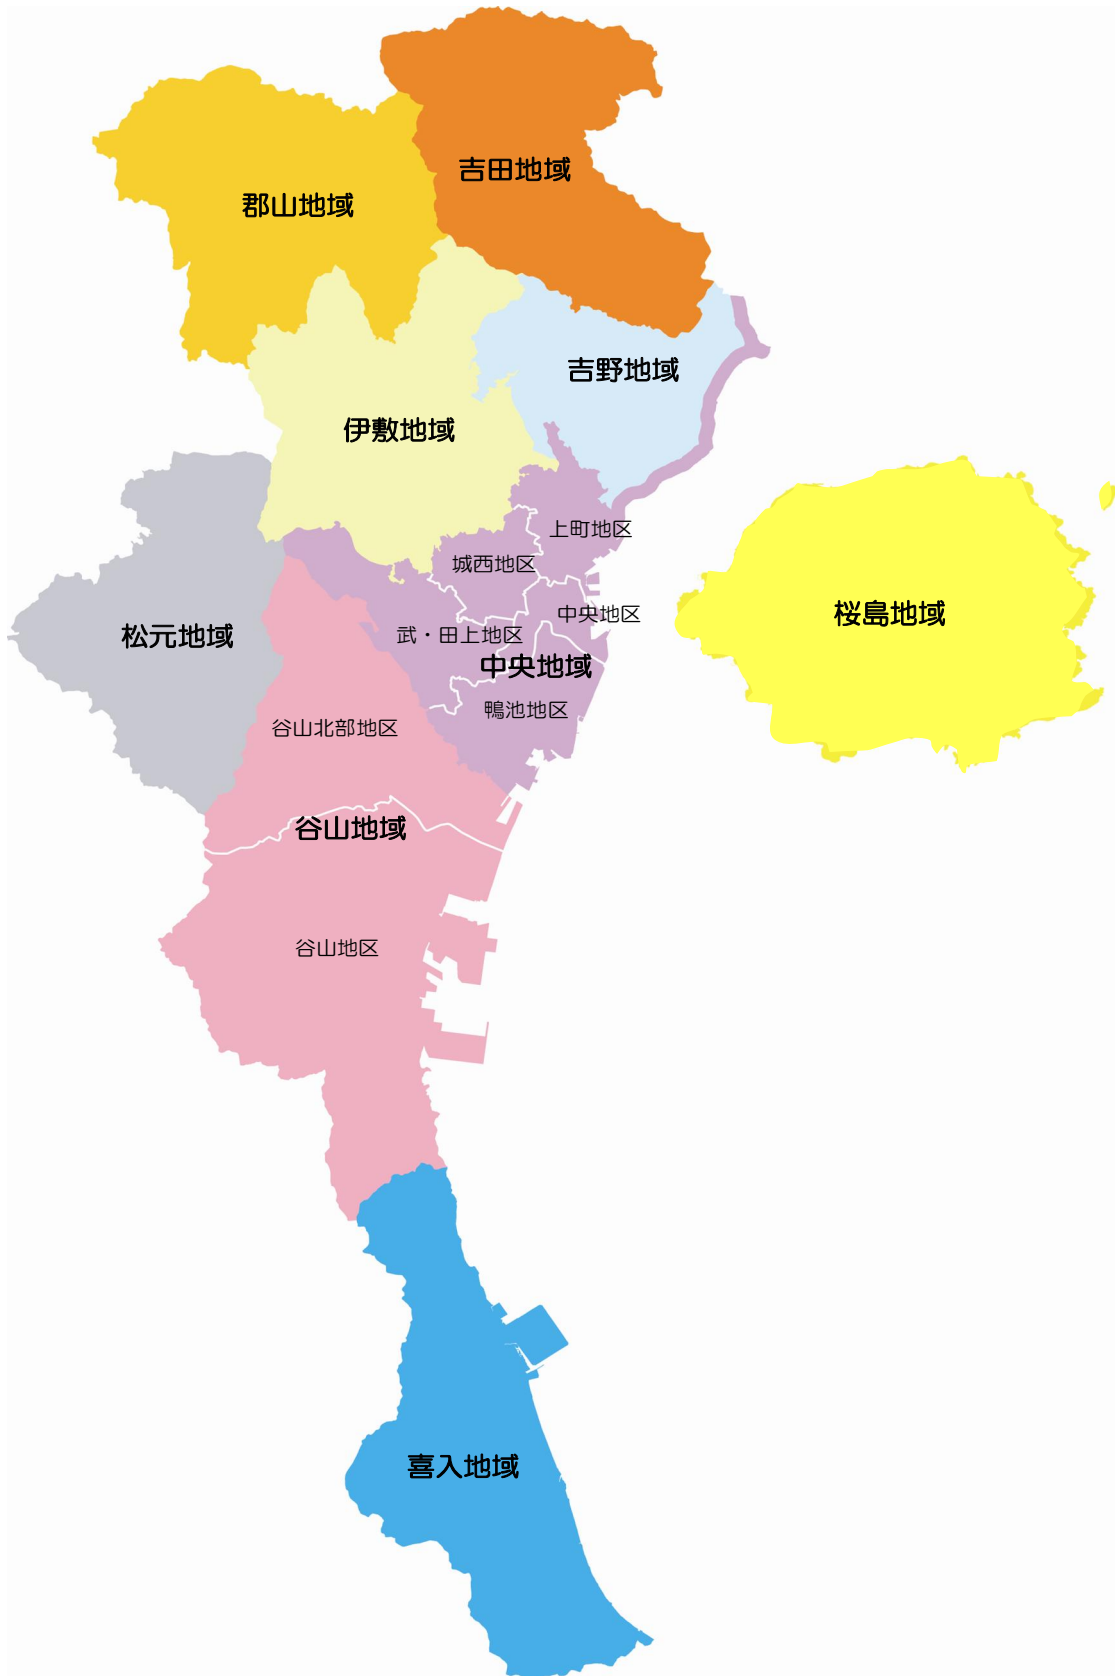 吉田地域
郡山地域
吉野地域
伊敷地域
上町地区
城西地区
中央地区
桜島地域
松元地域
武・田上地区
中央地域
鴨池地区
谷山北部地区
谷山地域
谷山地区
喜入地域